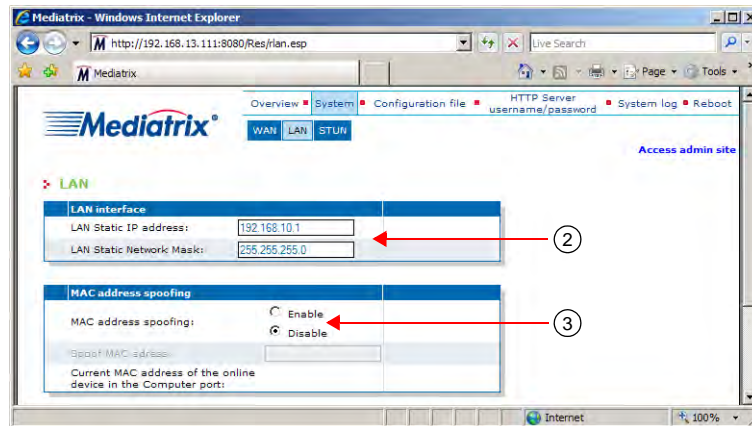 Mediatrix - Windows Internet Explorer
http://192.168.13.111:8080/Res/rlan.esp
Live Search
Mediatrix
Page
Tools
Mediatrix®
Overview System Configuration file HTTP Server username/password System log Reboot
WAN LAN STUN
Access admin site
LAN
LAN interface
LAN Static IP address: 192.168.10.1
LAN Static Network Mask: 255.255.255.0
2
MAC address spoofing
MAC address spoofing:
Enable
Disable
3
Spoof MAC adress:
Current MAC address of the online
device in the Computer port:
Internet
100%